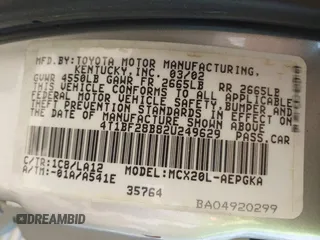 MFD.BY:TOYOTA MOTOR MANUFACTURING,
KENTUCKY,INC. 03/02
GVWR 4550LB GAWR FR 2665LB RR 2665LB
THIS VEHICLE CONFORMS TO ALL APPLICABLE
FEDERAL MOTOR VEHICLE SAFETY, BUMPER, AND
THEFT PREVENTION STANDARDS IN EFFECT ON
THE DATE OF MANUFACTURE SHOWN ABOVE.
4T1BF28B82U249629 PASS.CAR
C/TR:1C8/LA12
A/TM:-01A/A541E MODEL:MCX20L-AEPGKA
35764
BA04920299
AUTOBIDMASTER